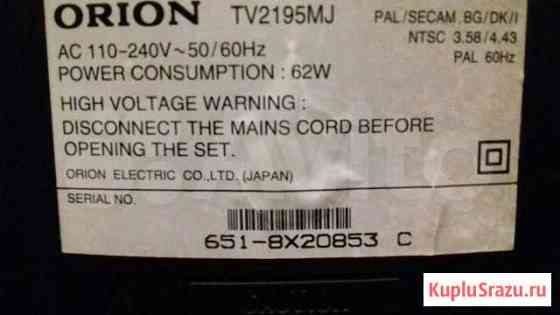 ORION TV2195MJ PAL/SECAM, BG/DK/I
NTSC 3.58/4.43
PAL 60Hz
AC 110-240V~50/60Hz
POWER CONSUMPTION : 62W
HIGH VOLTAGE WARNING :
DISCONNECT THE MAINS CORD BEFORE
OPENING THE SET.
ORION ELECTRIC CO.,LTD. (JAPAN)
SERIAL NO.
651-8X20853 C
KupluSrazu.ru